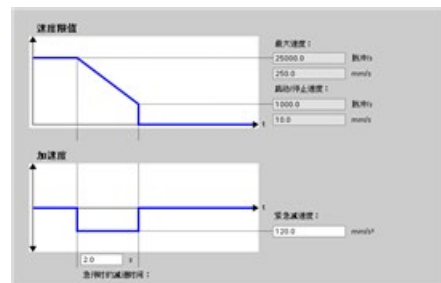 速度限值
最大速度：
25000.0 脉冲/s
250.0 mm/s
启动/停止速度：
1000.0 脉冲/s
10.0 mm/s
t
加速度
t
紧急减速度：
120.0 mm/s²
2.0 s
急停时的减速时间：